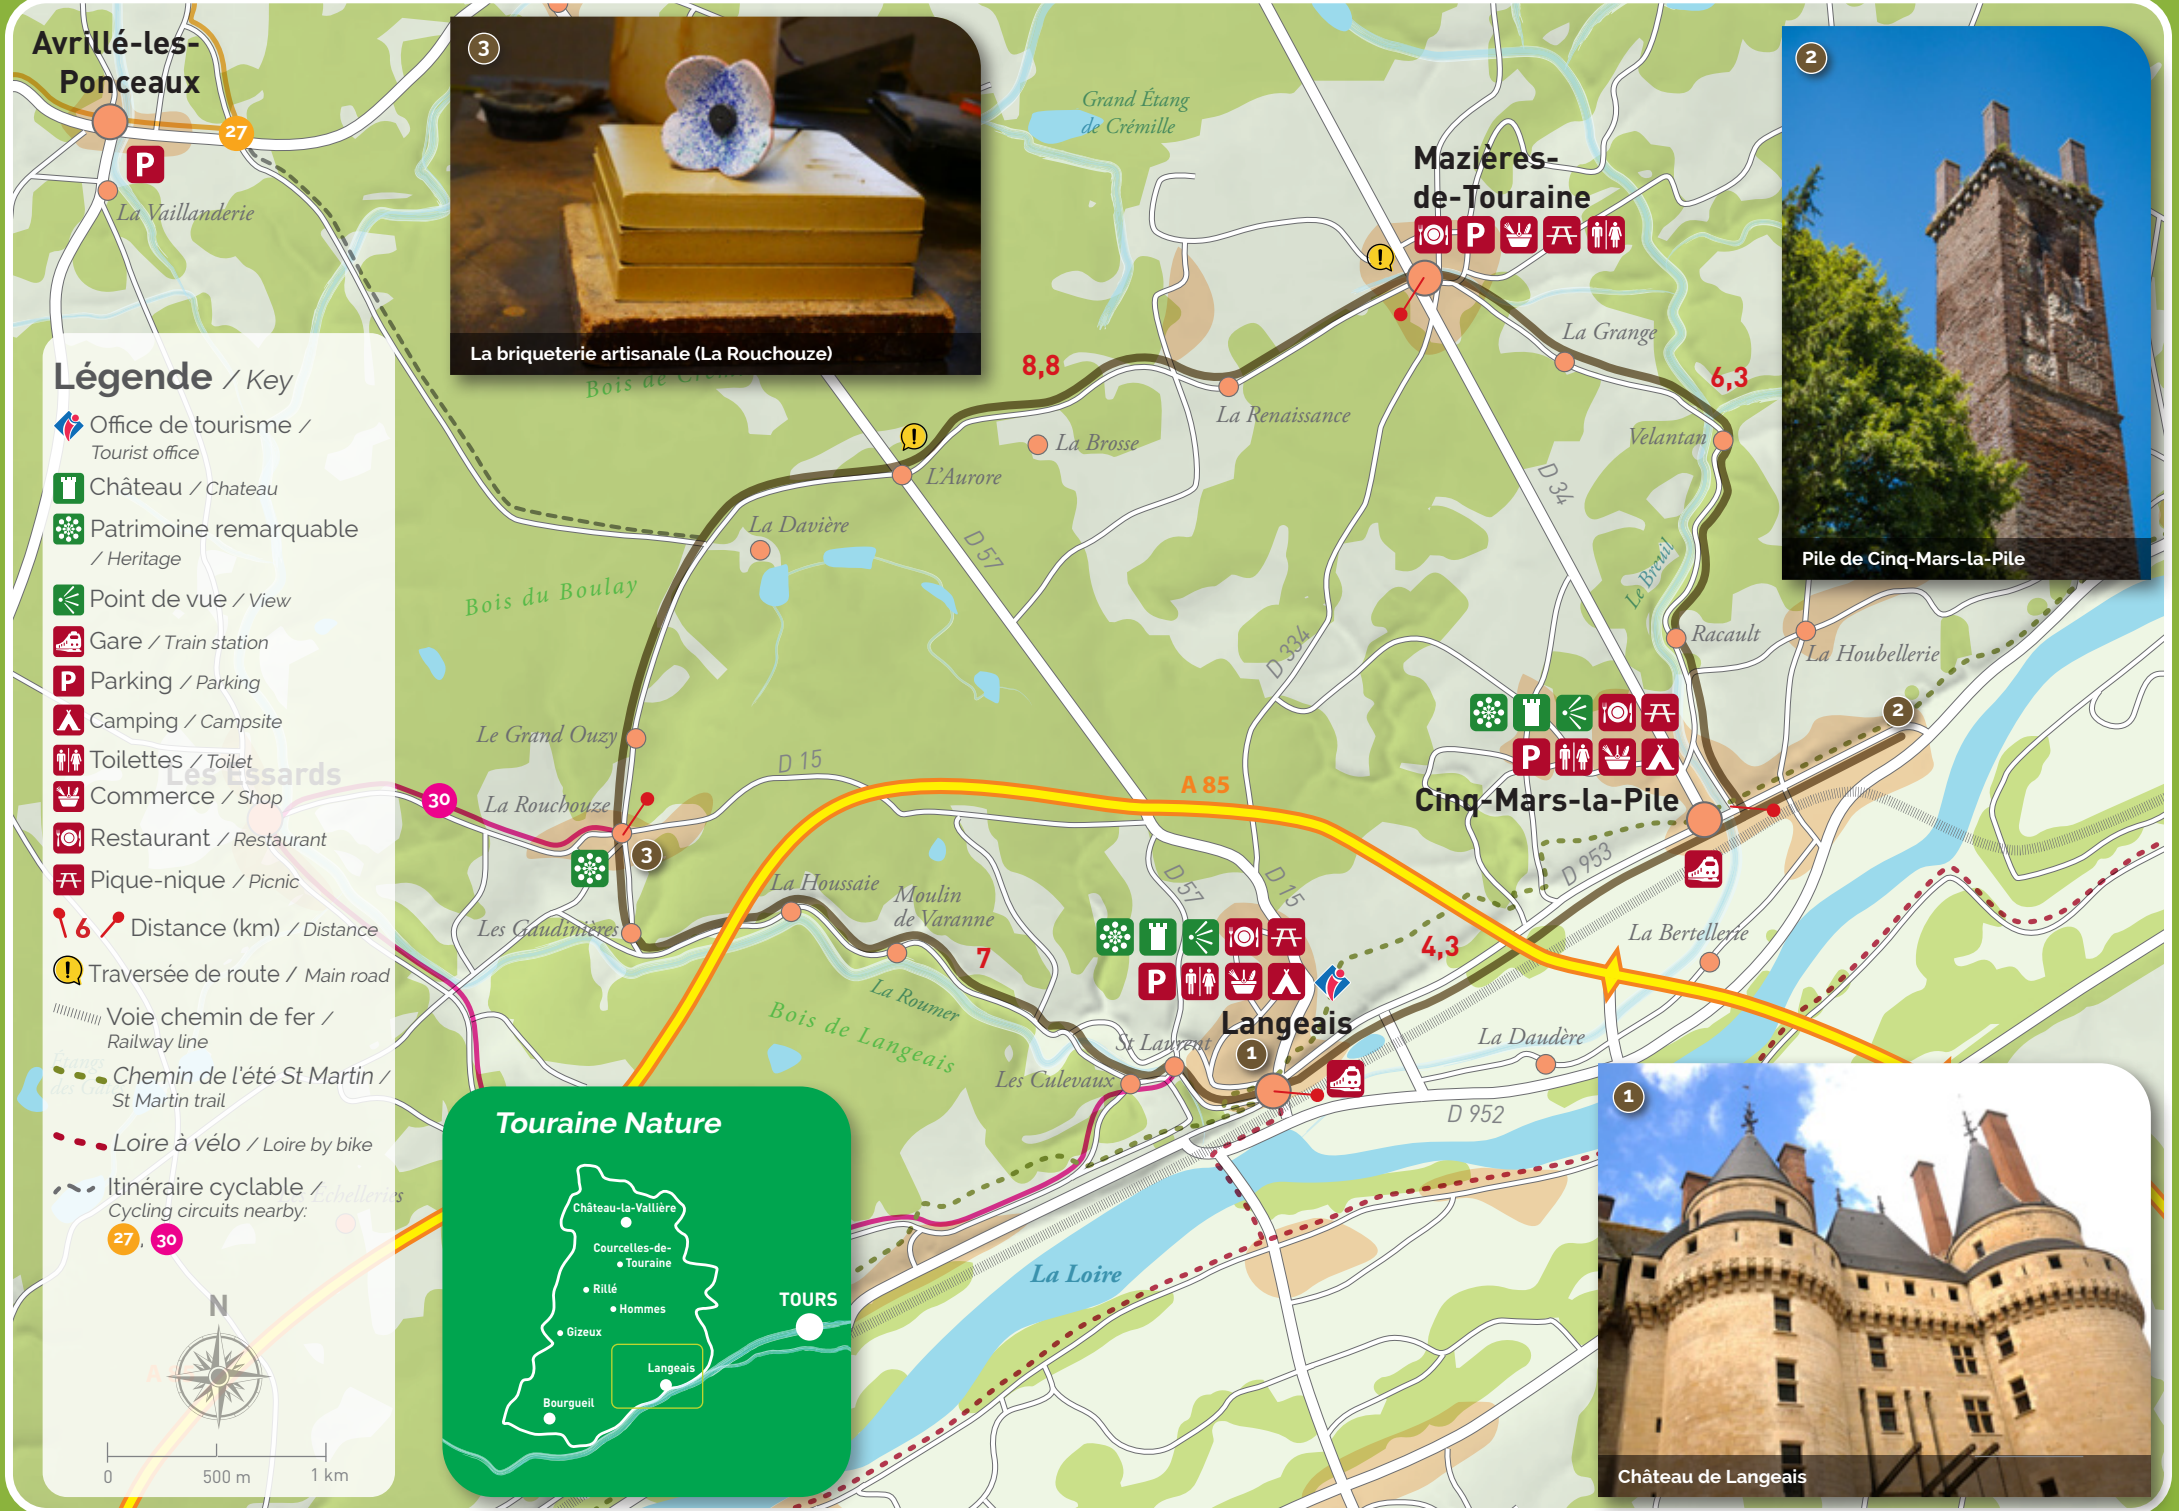 Avrillé-les-
Ponceaux
27
P
La Vaillanderie
3
La briqueterie artisanale (La Rouchouze)
Grand Étang
de Crémille
Mazières-
de-Touraine
P
!
2
Pile de Cinq-Mars-la-Pile
La Grange
6,3
8,8
La Renaissance
Velantan
La Brosse
!
L'Aurore
D 34
D 57
La Davière
Bois du Boulay
Le Breuil
Racault
La Houbellerie
D 334
2
Le Grand Ouzy
D 15
A 85
P
Cinq-Mars-la-Pile
30
La Rouchouze
3
D 953
La Houssaie
Moulin
de Varanne
D 57
D 15
Les Gaudinières
7
4,3
La Bertellerie
P
La Roumer
Bois de Langeais
Langeais
1
St Laurent
Les Culevaux
La Daudère
D 952
La Loire
Légende / Key
Office de tourisme /
Tourist office
Château / Chateau
Patrimoine remarquable
/ Heritage
Point de vue / View
Gare / Train station
P Parking / Parking
Camping / Campsite
Toilettes / Toilet
Les Essards
Commerce / Shop
Restaurant / Restaurant
Pique-nique / Picnic
6 Distance (km) / Distance
! Traversée de route / Main road
Voie chemin de fer /
Railway line
Chemin de l'été St Martin /
St Martin trail
Loire à vélo / Loire by bike
Itinéraire cyclable /
Cycling circuits nearby:
27, 30
N
0 500 m 1 km
Touraine Nature
Château-la-Vallière
Courcelles-de-
Touraine
Rillé
Hommes
Gizeux
TOURS
Langeais
Bourgueil
1
Château de Langeais